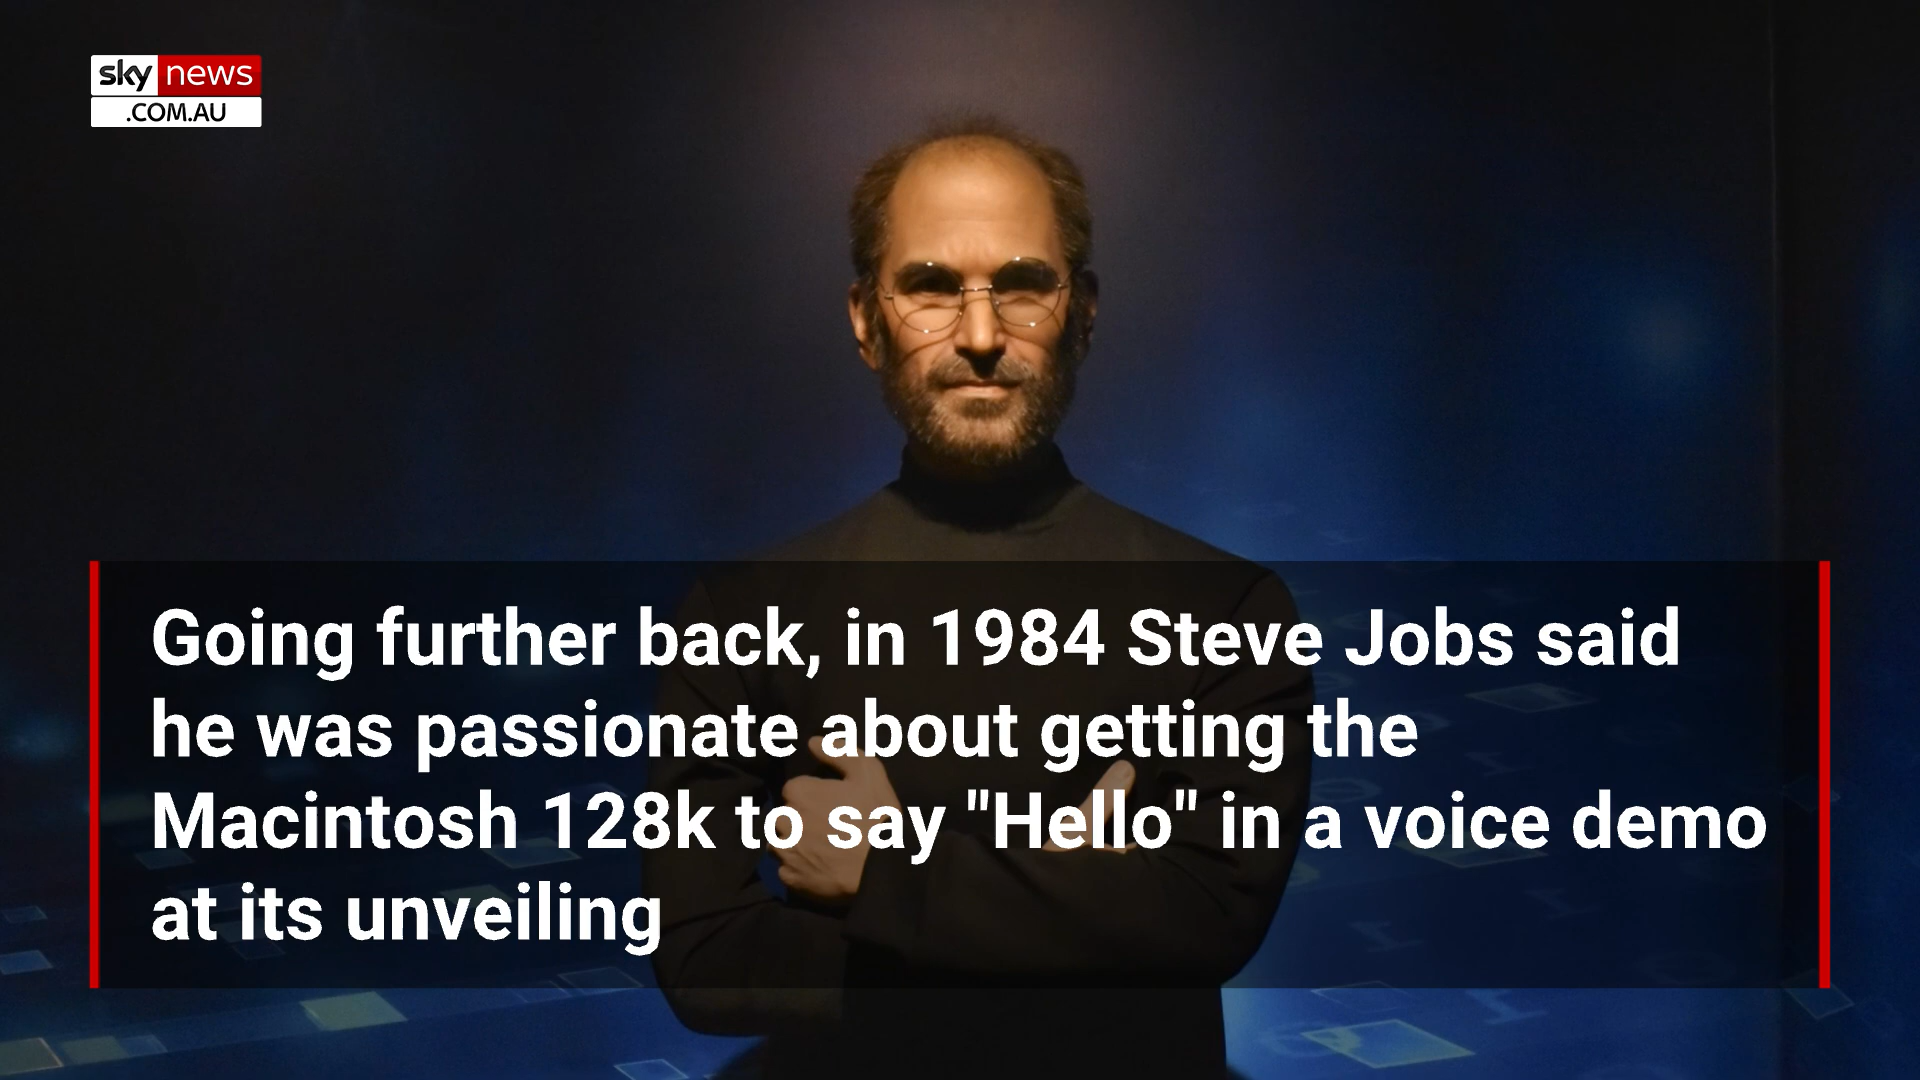 sky news
.COM.AU
Going further back, in 1984 Steve Jobs said
he was passionate about getting the
Macintosh 128k to say "Hello" in a voice demo
at its unveiling